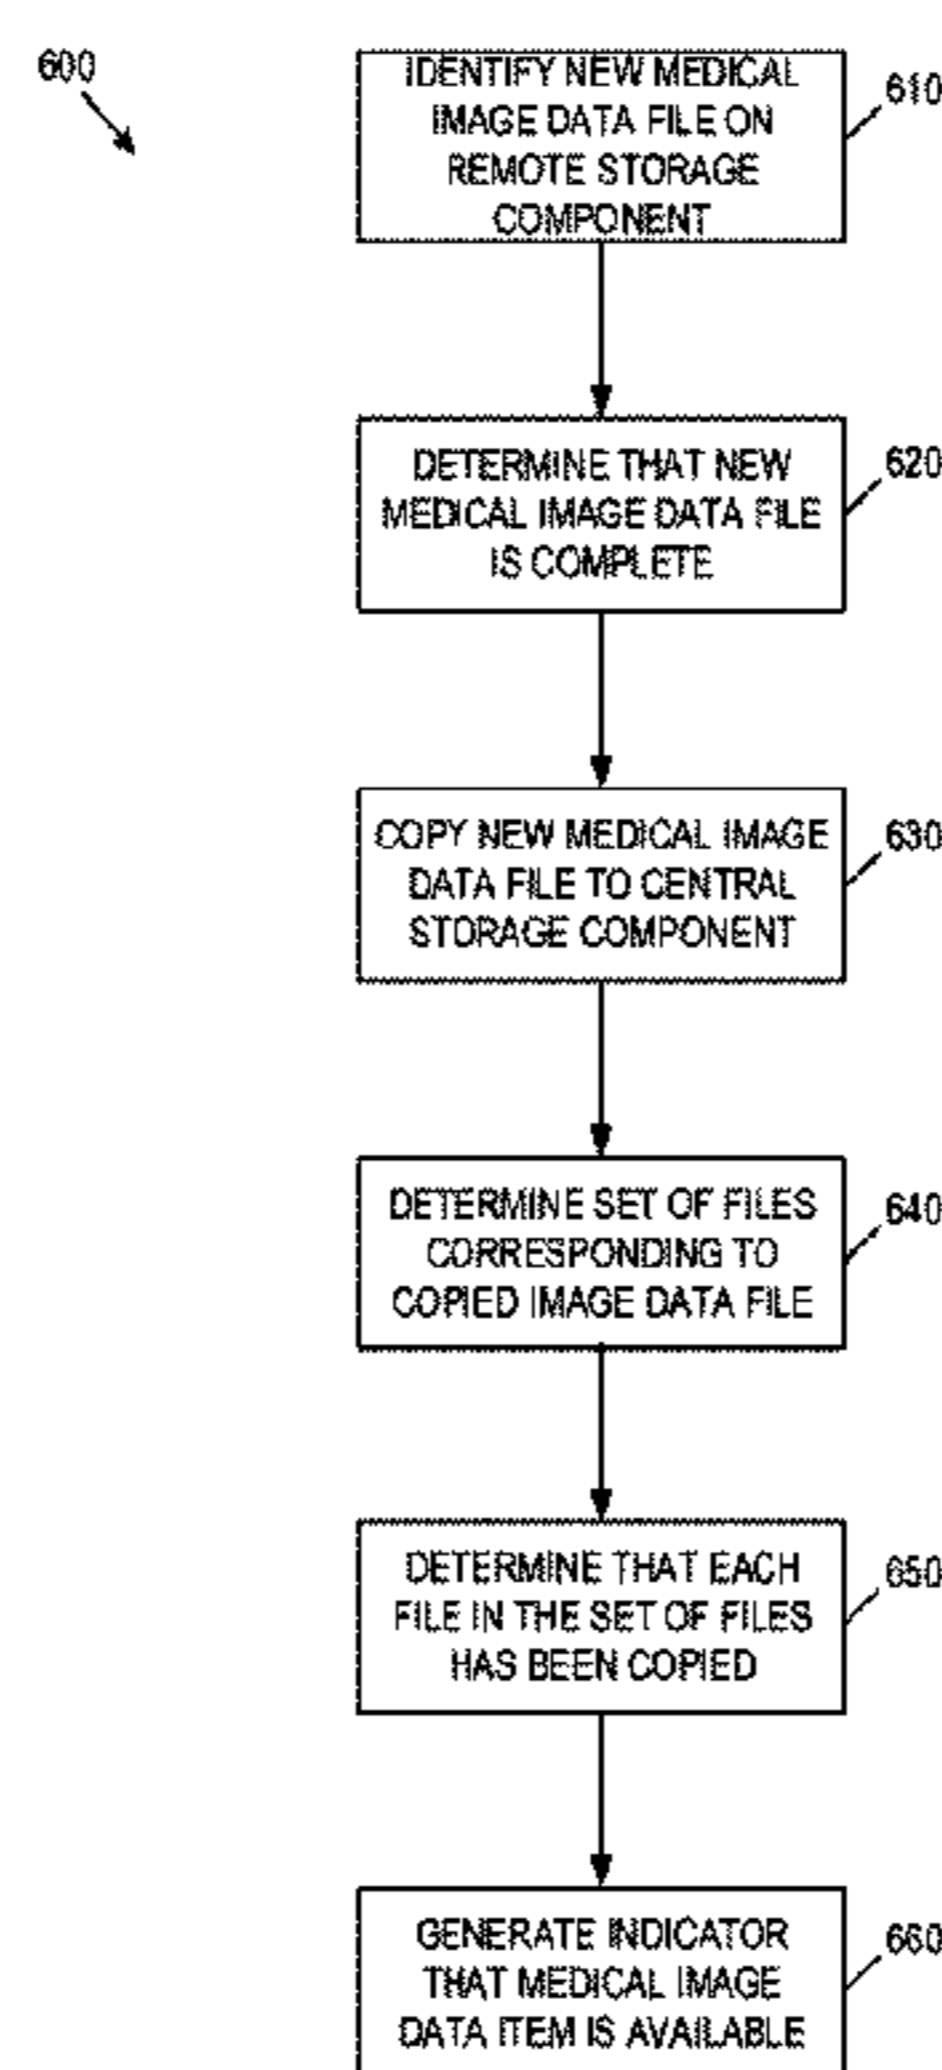 600
IDENTIFY NEW MEDICAL
IMAGE DATA FILE ON
REMOTE STORAGE
COMPONENT
610
DETERMINE THAT NEW
MEDICAL IMAGE DATA FILE
IS COMPLETE
620
COPY NEW MEDICAL IMAGE
DATA FILE TO CENTRAL
STORAGE COMPONENT
630
DETERMINE SET OF FILES
CORRESPONDING TO
COPIED IMAGE DATA FILE
640
DETERMINE THAT EACH
FILE IN THE SET OF FILES
HAS BEEN COPIED
650
GENERATE INDICATOR
THAT MEDICAL IMAGE
DATA ITEM IS AVAILABLE
660